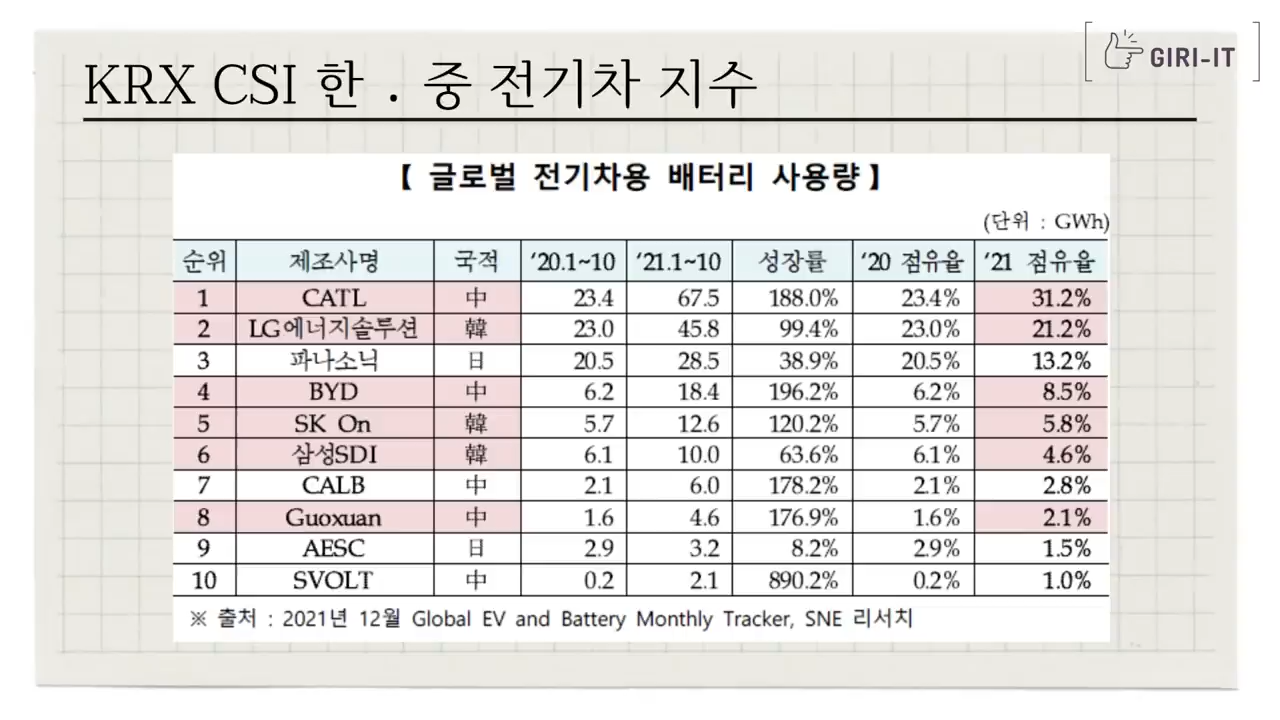 GIRI-IT
KRX CSI 한 . 중 전기차 지수
【 글로벌 전기차용 배터리 사용량 】
(단위 : GWh)
순위 제조사명 국적 ‘20.1~10 ‘21.1~10 성장률 ‘20 점유율 ‘21 점유율
1 CATL 中 23.4 67.5 188.0% 23.4% 31.2%
2 LG에너지솔루션 韓 23.0 45.8 99.4% 23.0% 21.2%
3 파나소닉 日 20.5 28.5 38.9% 20.5% 13.2%
4 BYD 中 6.2 18.4 196.2% 6.2% 8.5%
5 SK On 韓 5.7 12.6 120.2% 5.7% 5.8%
6 삼성SDI 韓 6.1 10.0 63.6% 6.1% 4.6%
7 CALB 中 2.1 6.0 178.2% 2.1% 2.8%
8 Guoxuan 中 1.6 4.6 176.9% 1.6% 2.1%
9 AESC 日 2.9 3.2 8.2% 2.9% 1.5%
10 SVOLT 中 0.2 2.1 890.2% 0.2% 1.0%
※ 출처 : 2021년 12월 Global EV and Battery Monthly Tracker, SNE 리서치